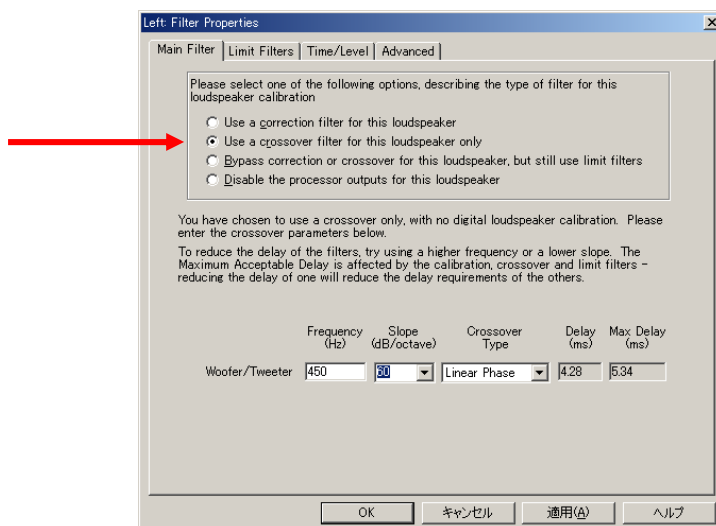 Left: Filter Properties
Main Filter Limit Filters Time/Level Advanced
Please select one of the following options, describing the type of filter for this
loudspeaker calibration
Use a correction filter for this loudspeaker
Use a crossover filter for this loudspeaker only
Bypass correction or crossover for this loudspeaker, but still use limit filters
Disable the processor outputs for this loudspeaker
You have chosen to use a crossover only, with no digital loudspeaker calibration. Please
enter the crossover parameters below.
To reduce the delay of the filters, try using a higher frequency or a lower slope. The
Maximum Acceptable Delay is affected by the calibration, crossover and limit filters -
reducing the delay of one will reduce the delay requirements of the others.
Frequency Slope Crossover Delay Max Delay
(Hz) (dB/octave) Type (ms) (ms)
Woofer/Tweeter 450 60 Linear Phase 4.28 5.34
OK キャンセル 適用(A) ヘルプ